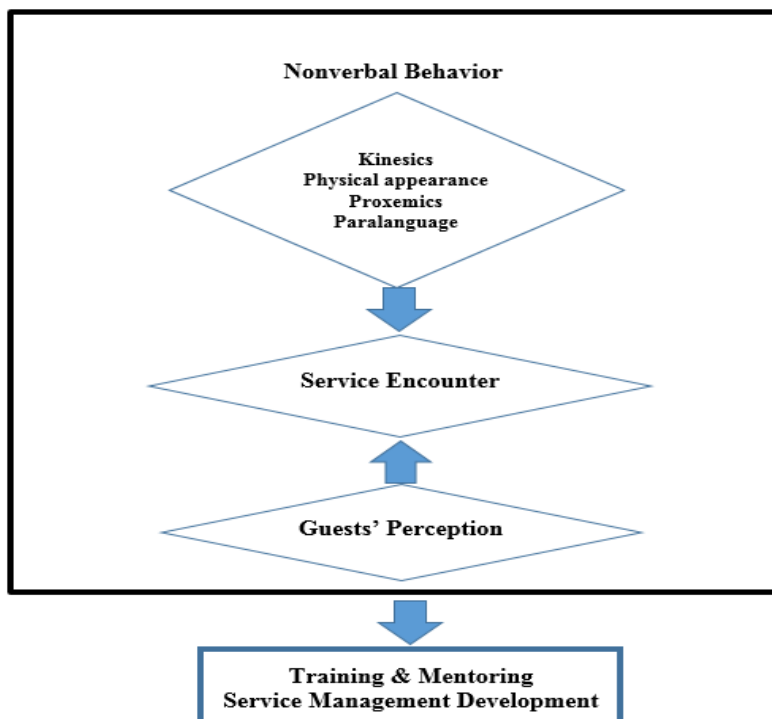 Nonverbal Behavior
Kinesics
Physical appearance
Proxemics
Paralanguage
Service Encounter
Guests’ Perception
Training & Mentoring
Service Management Development